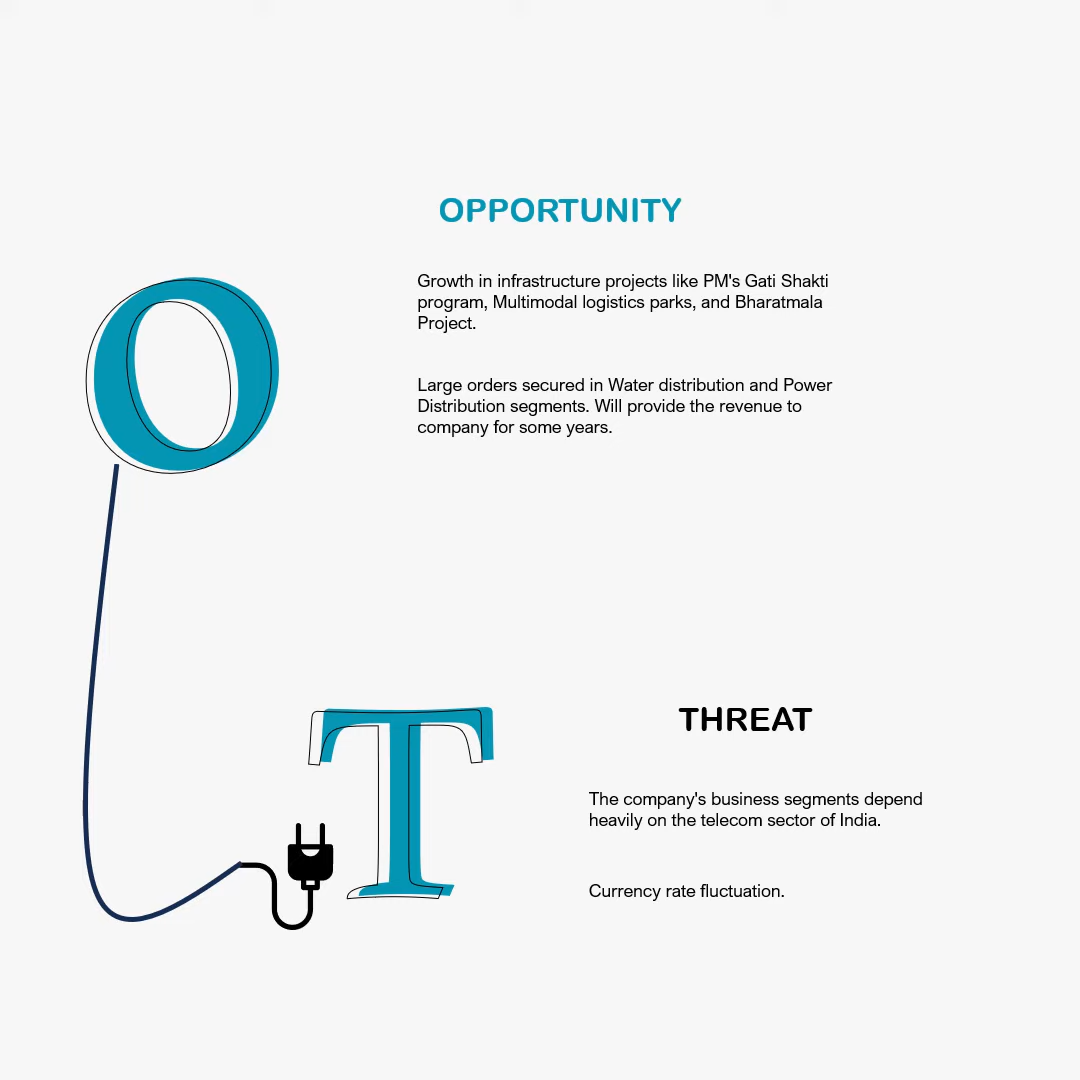 OPPORTUNITY
Growth in infrastructure projects like PM's Gati Shakti
program, Multimodal logistics parks, and Bharatmala
Project.
Large orders secured in Water distribution and Power
Distribution segments. Will provide the revenue to
company for some years.
O
T
THREAT
The company's business segments depend
heavily on the telecom sector of India.
Currency rate fluctuation.